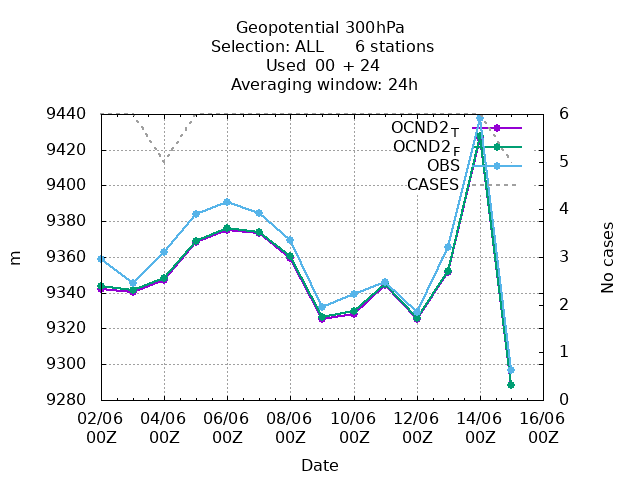 Geopotential 300hPa
Selection: ALL 6 stations
Used 00 + 24
Averaging window: 24h
9440
9420
9400
9380
9360
9340
9320
9300
9280
m
6
5
4
3
2
1
0
No cases
OCND2_T
OCND2_F
OBS
CASES
02/06 04/06 06/06 08/06 10/06 12/06 14/06 16/06
00Z 00Z 00Z 00Z 00Z 00Z 00Z 00Z
Date